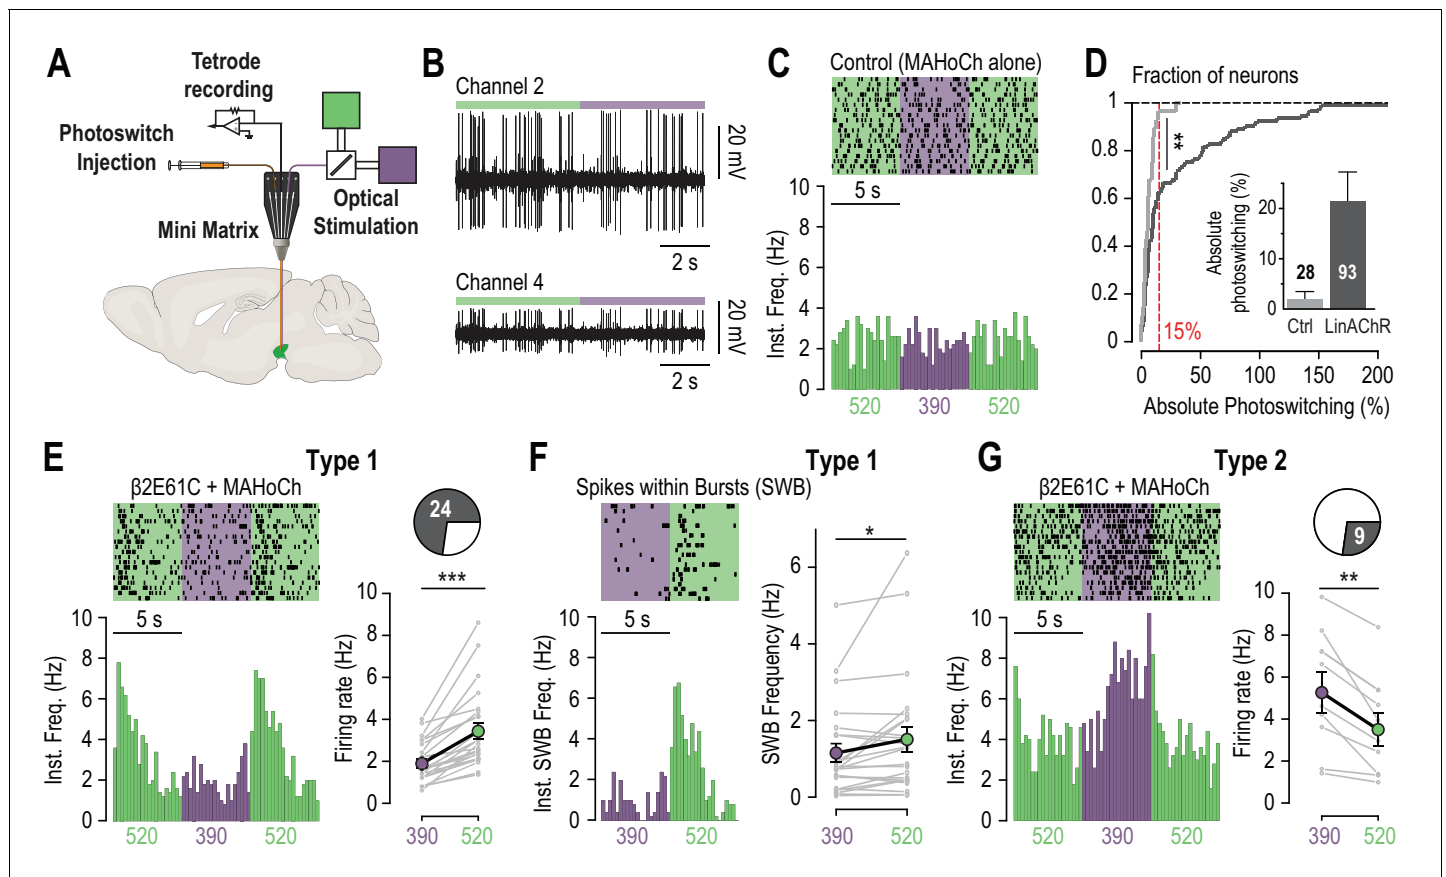 A
Tetrode
recording
Photoswitch
Injection
Mini Matrix
Optical
Stimulation
B
Channel 2
20 mV
2 s
Channel 4
20 mV
2 s
C
Control (MAHoCh alone)
5 s
Inst. Freq. (Hz)
10
8
6
4
2
0
520 390 520
D
Fraction of neurons
1
0.8
0.6
0.4
0.2
0
**
15%
Absolute
photoswitching (%)
20
10
0
28
93
Ctrl LinAChR
0 50 100 150 200
Absolute Photoswitching (%)
E
Type 1
β2E61C + MAHoCh
24
5 s
Inst. Freq. (Hz)
10
8
6
4
2
0
520 390 520
***
Firing rate (Hz)
10
8
6
4
2
0
390 520
F
Type 1
Spikes within Bursts (SWB)
5 s
Inst. SWB Freq. (Hz)
10
8
6
4
2
0
390 520
*
SWB Frequency (Hz)
6
4
2
0
390 520
G
Type 2
β2E61C + MAHoCh
9
5 s
Inst. Freq. (Hz)
10
8
6
4
2
0
520 390 520
**
Firing rate (Hz)
10
8
6
4
2
0
390 520